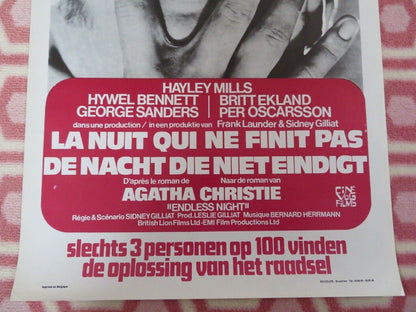 HAYLEY MILLS
HYWEL BENNETT BRITT EKLAND
GEORGE SANDERS PER OSCARSSON
dans une production / in een produktie van Frank Launder & Sidney Gilliat
LA NUIT QUI NE FINIT PAS
DE NACHT DIE NIET EINDIGT
D'après le roman de Naar de roman van
AGATHA CHRISTIE
"ENDLESS NIGHT"
Régie & Scénario SIDNEY GILLIAT Prod. LESLIE GILLIAT Musique BERNARD HERRMANN
British Lion Films Ltd-EMI Film Productions Ltd
CINE VOG FILMS
slechts 3 personen op 100 vinden
de oplossing van het raadsel